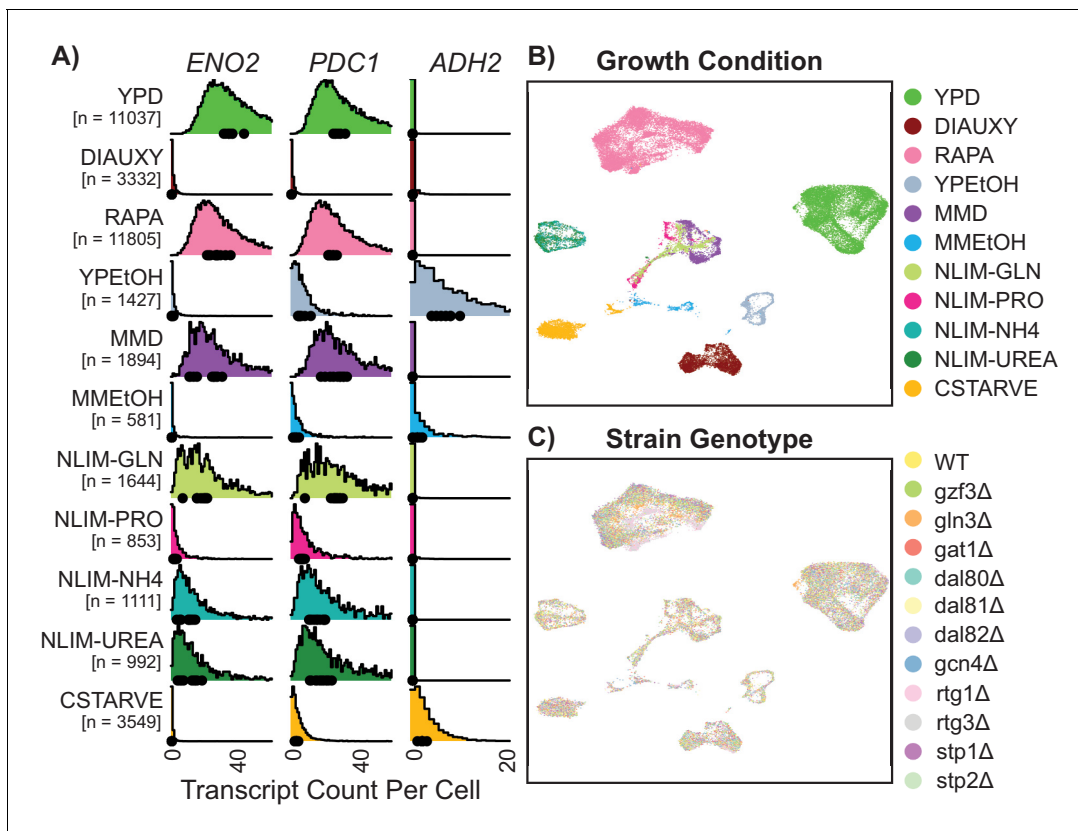 A)
ENO2 PDC1 ADH2
YPD
[n = 11037]
DIAUXY
[n = 3332]
RAPA
[n = 11805]
YPEtOH
[n = 1427]
MMD
[n = 1894]
MMEtOH
[n = 581]
NLIM-GLN
[n = 1644]
NLIM-PRO
[n = 853]
NLIM-NH4
[n = 1111]
NLIM-UREA
[n = 992]
CSTARVE
[n = 3549]
0 40 0 40 0 20
Transcript Count Per Cell
B) Growth Condition
YPD
DIAUXY
RAPA
YPEtOH
MMD
MMEtOH
NLIM-GLN
NLIM-PRO
NLIM-NH4
NLIM-UREA
CSTARVE
C) Strain Genotype
WT
gzf3Δ
gln3Δ
gat1Δ
dal80Δ
dal81Δ
dal82Δ
gcn4Δ
rtg1Δ
rtg3Δ
stp1Δ
stp2Δ